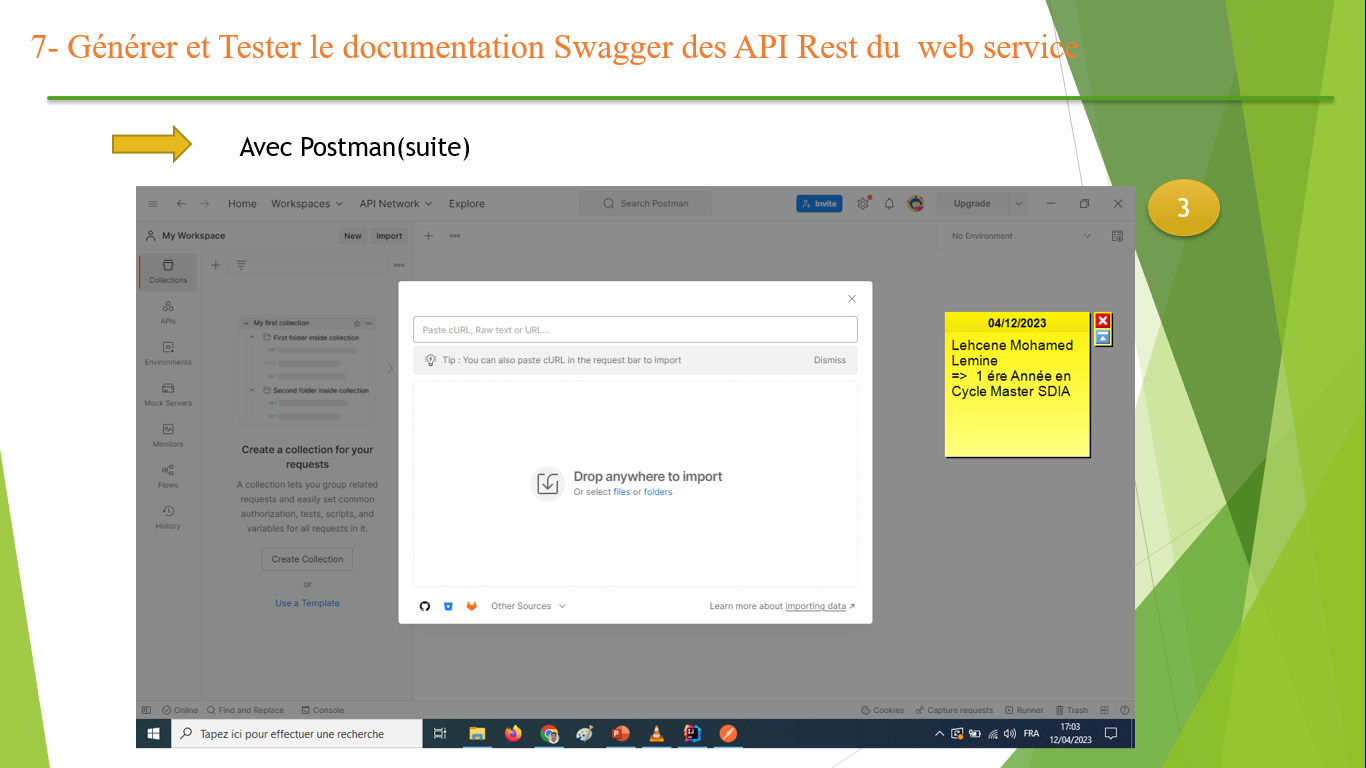 7- Générer et Tester le documentation Swagger des API Rest du  web service
Avec Postman(suite)
3
Home Workspaces API Network Explore
Search Postman
Invite
Upgrade
My Workspace
New Import
No Environment
Collections
APIs
Environments
Mock Servers
Monitors
Flows
History
My first collection
First folder inside collection
Second folder inside collection
Create a collection for your
requests
A collection lets you group related
requests and easily set common
authorization, tests, scripts, and
variables for all requests in it.
Create Collection
or
Use a Template
Paste cURL, Raw text or URL...
Tip : You can also paste cURL in the request bar to import
Dismiss
Drop anywhere to import
Or select files or folders
Other Sources
Learn more about importing data
04/12/2023
Lehcene Mohamed
Lemine
=>  1 ére Année en
Cycle Master SDIA
Online Find and Replace Console
Cookies Capture requests Runner Trash
Tapez ici pour effectuer une recherche
FRA
17:03
12/04/2023